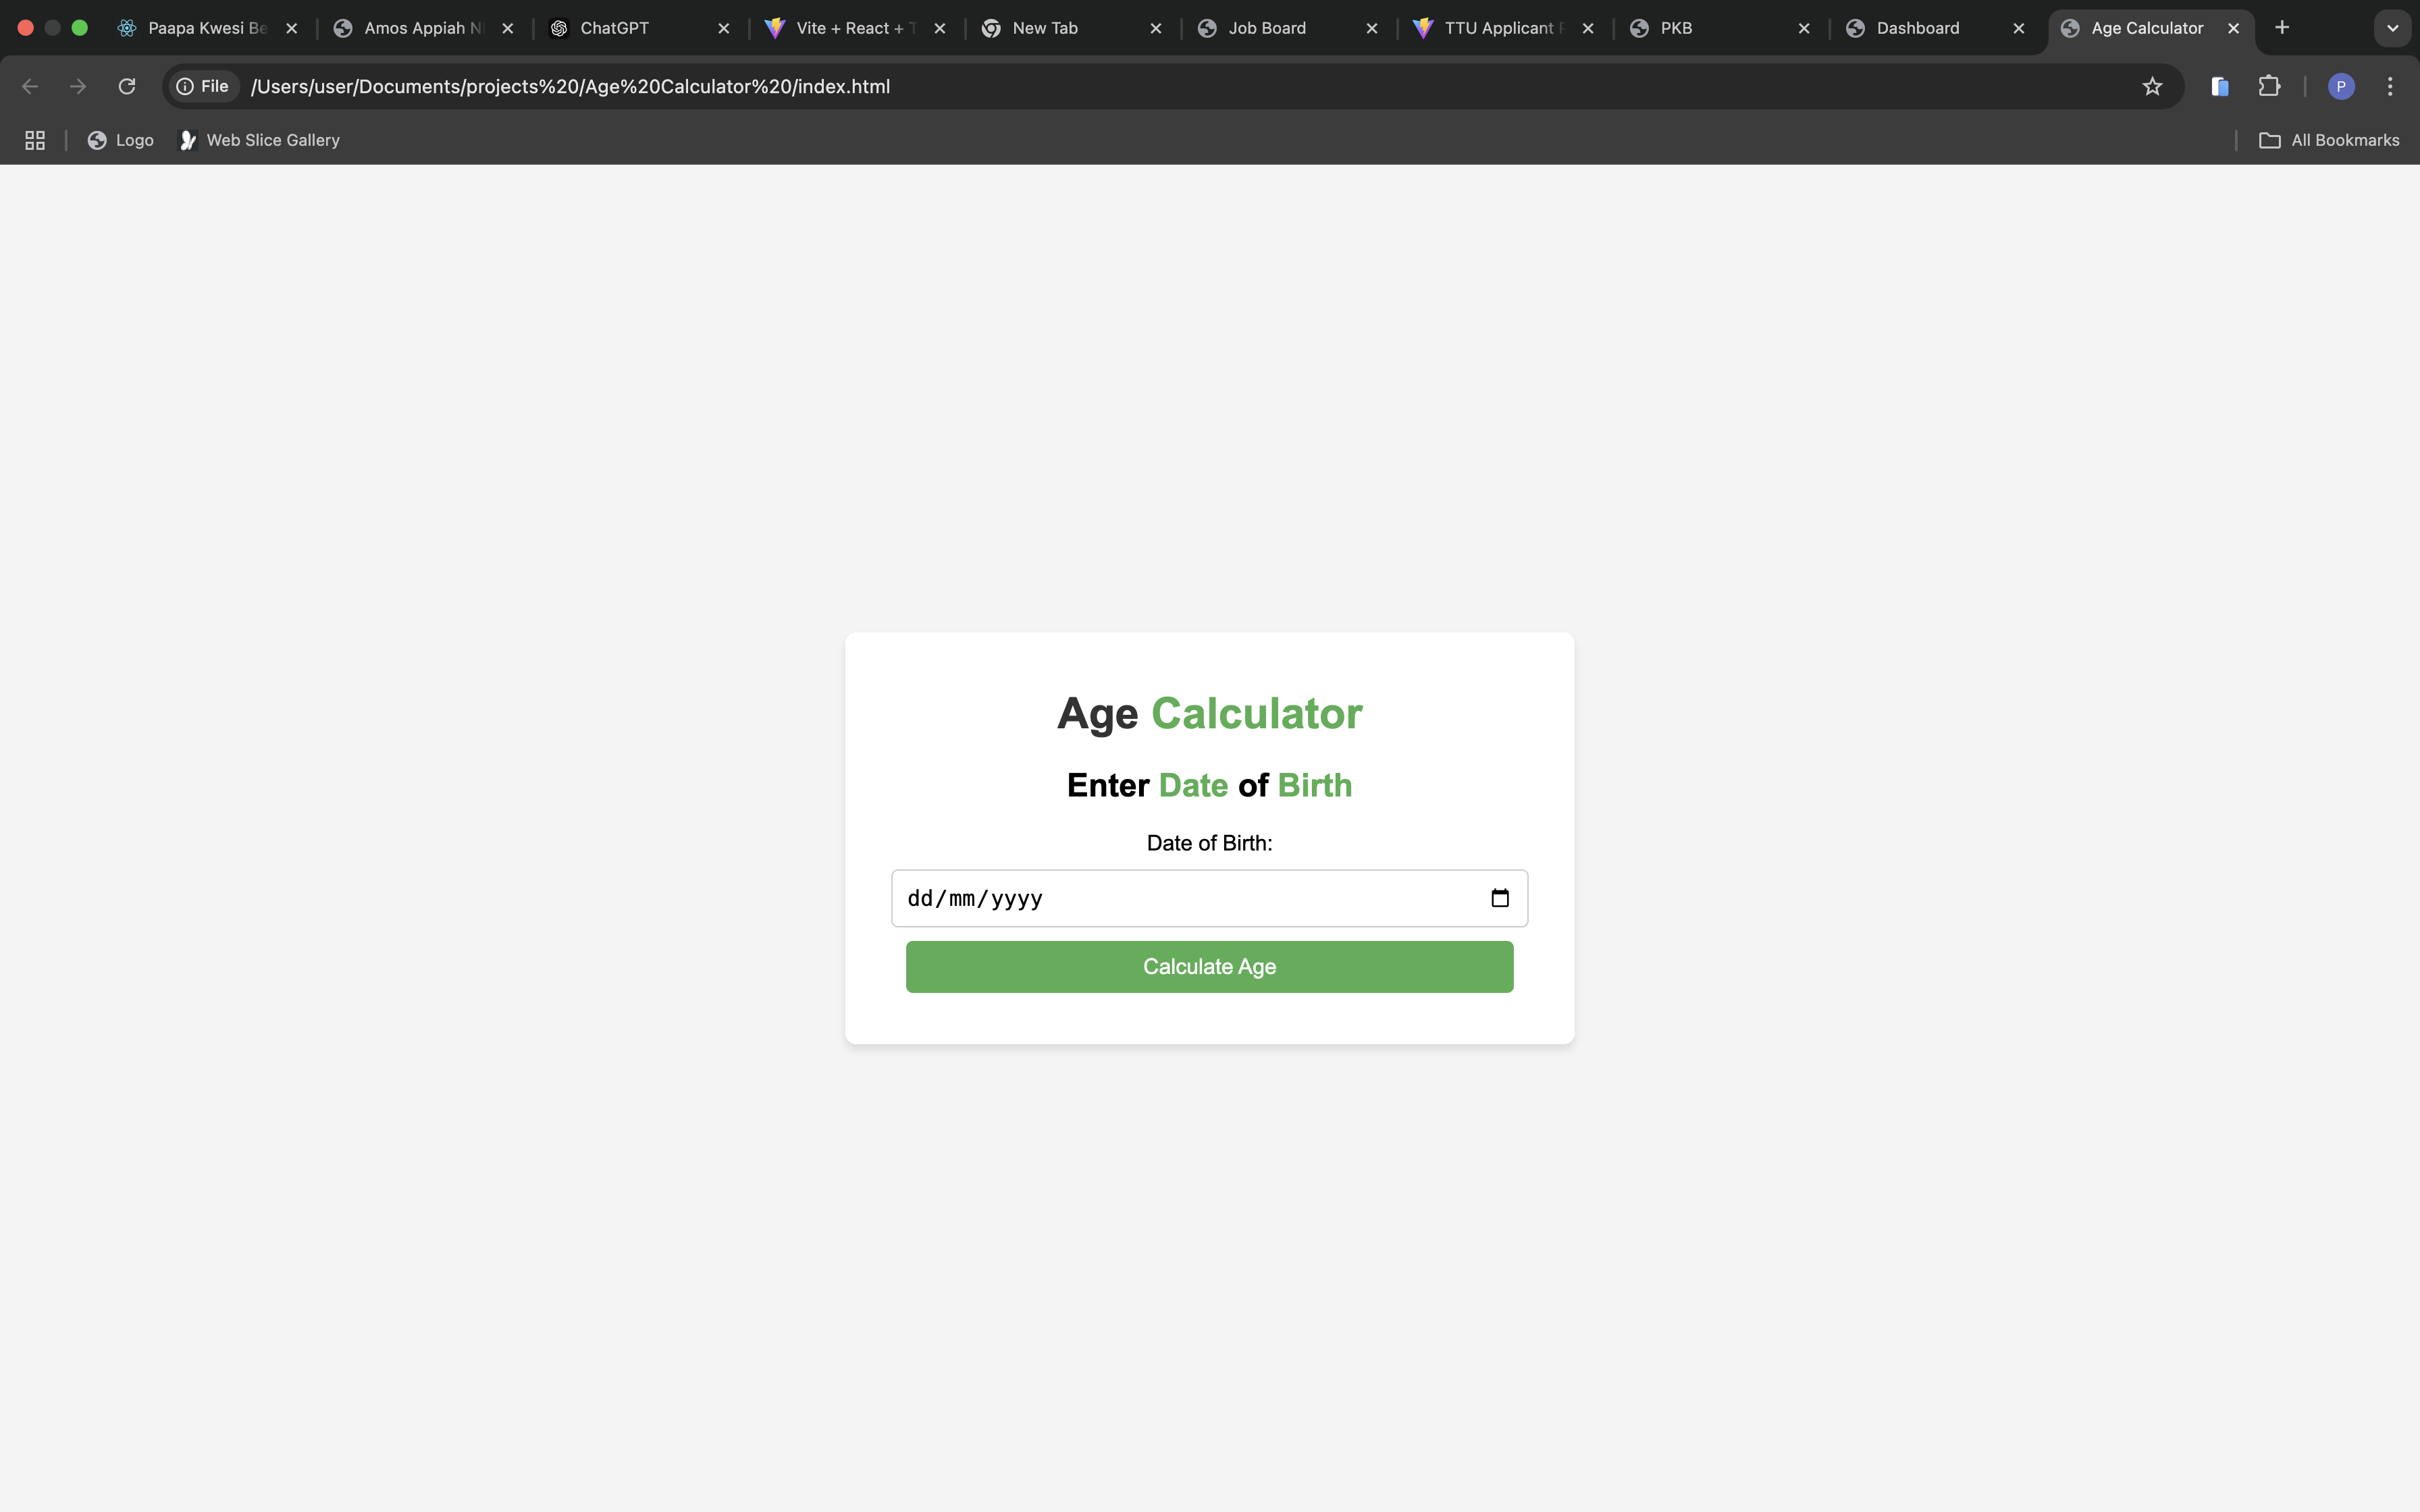 Paapa Kwesi Be
Amos Appiah N
ChatGPT
Vite + React + T
New Tab
Job Board
TTU Applicant P
PKB
Dashboard
Age Calculator
File
/Users/user/Documents/projects%20/Age%20Calculator%20/index.html
P
Logo
Web Slice Gallery
All Bookmarks
Age Calculator
Enter Date of Birth
Date of Birth:
dd/mm/yyyy
Calculate Age